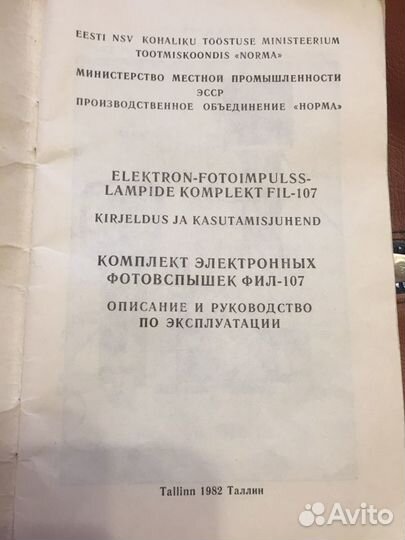 EESTI NSV KOHALIKU TÖÖSTUSE MINISTEERIUM
TOOTMISKOONDIS «NORMA»
МИНИСТЕРСТВО МЕСТНОЙ ПРОМЫШЛЕННОСТИ
ЭССР
ПРОИЗВОДСТВЕННОЕ ОБЪЕДИНЕНИЕ «НОРМА»
ELEKTRON-FOTOIMPULSS-
LAMPIDE KOMPLEKT FIL-107
KIRJELDUS JA KASUTAMISJUHEND
КОМПЛЕКТ ЭЛЕКТРОННЫХ
ФОТОВСПЫШЕК ФИЛ-107
ОПИСАНИЕ И РУКОВОДСТВО
ПО ЭКСПЛУАТАЦИИ
Tallinn 1982 Таллин
Avito